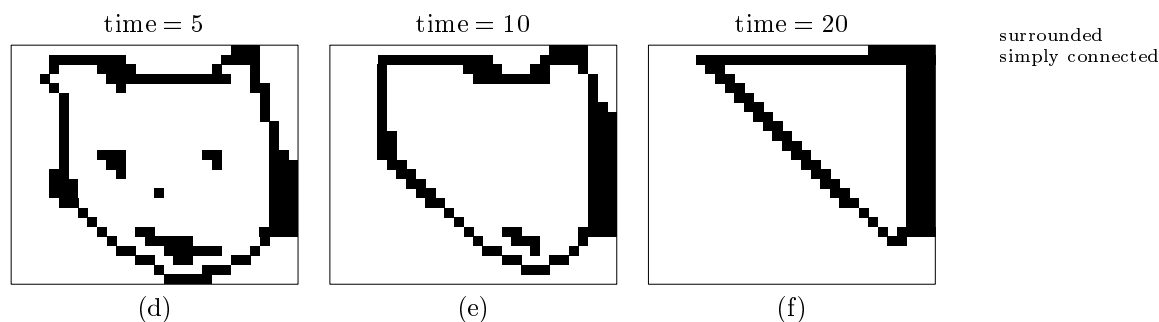 time = 5
time = 10
time = 20
surrounded
simply connected
(d)
(e)
(f)